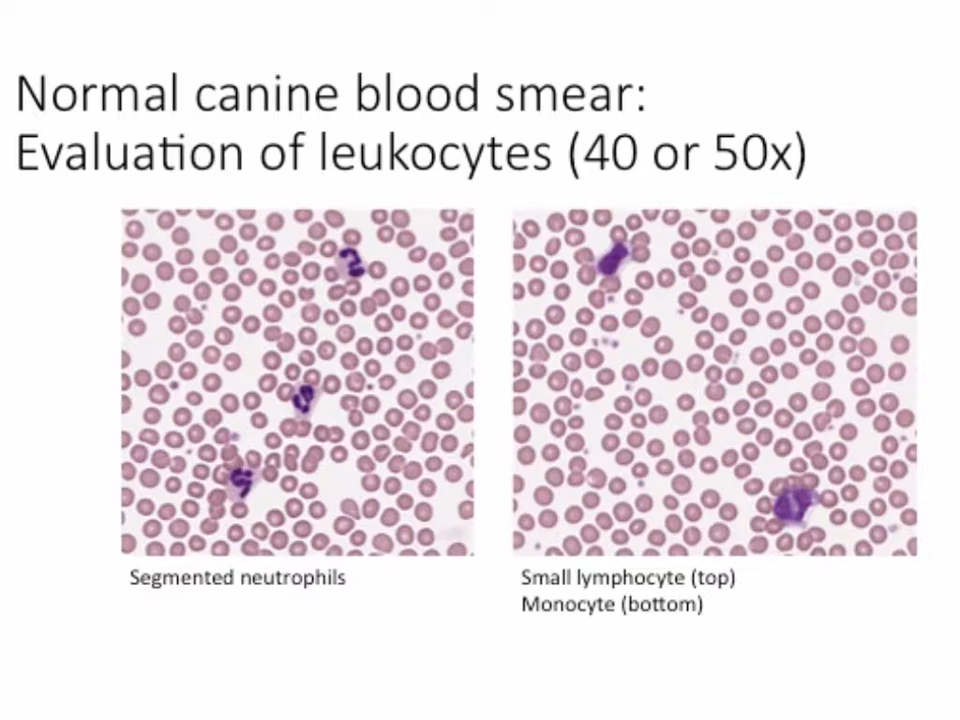 Normal canine blood smear:
Evaluation of leukocytes (40 or 50x)
Segmented neutrophils
Small lymphocyte (top)
Monocyte (bottom)